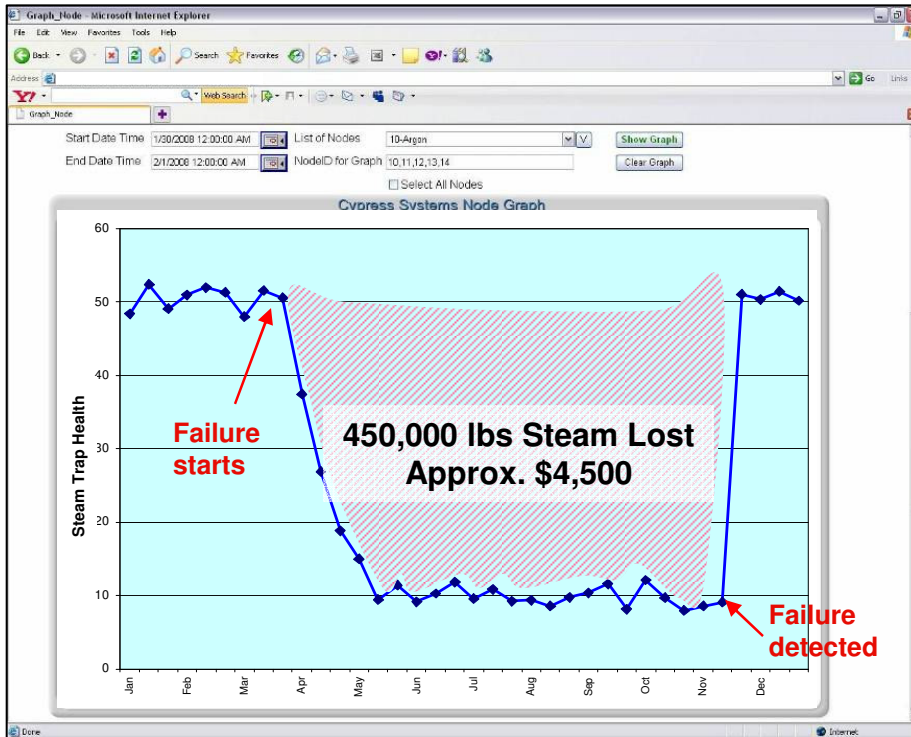 Graph_Node - Microsoft Internet Explorer
File Edit View Favorites Tools Help
Back Search Favorites
Address Go Links
Y! Web Search
Graph_Node
Start Date Time 1/30/2008 12:00:00 AM List of Nodes 10-Argon V Show Graph
End Date Time 2/1/2008 12:00:00 AM NodeID for Graph 10,11,12,13,14 Clear Graph
Select All Nodes
Cypress Systems Node Graph
60
50
40
30
20
10
0
Steam Trap Health
Failure
starts
450,000 lbs Steam Lost
Approx. $4,500
Failure
detected
Jan Feb Mar Apr May Jun Jul Aug Sep Oct Nov Dec
Done Internet